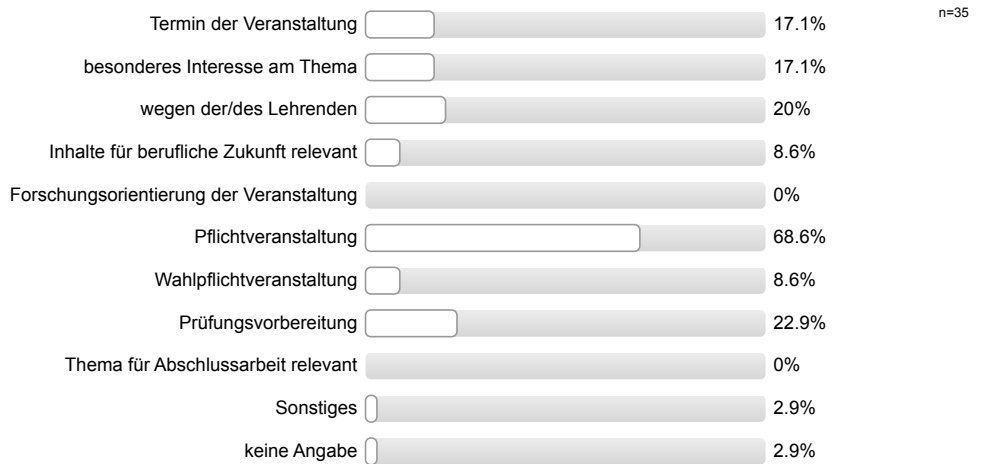 n=35
Termin der Veranstaltung 17.1%
besonderes Interesse am Thema 17.1%
wegen der/des Lehrenden 20%
Inhalte für berufliche Zukunft relevant 8.6%
Forschungsorientierung der Veranstaltung 0%
Pflichtveranstaltung 68.6%
Wahlpflichtveranstaltung 8.6%
Prüfungsvorbereitung 22.9%
Thema für Abschlussarbeit relevant 0%
Sonstiges 2.9%
keine Angabe 2.9%